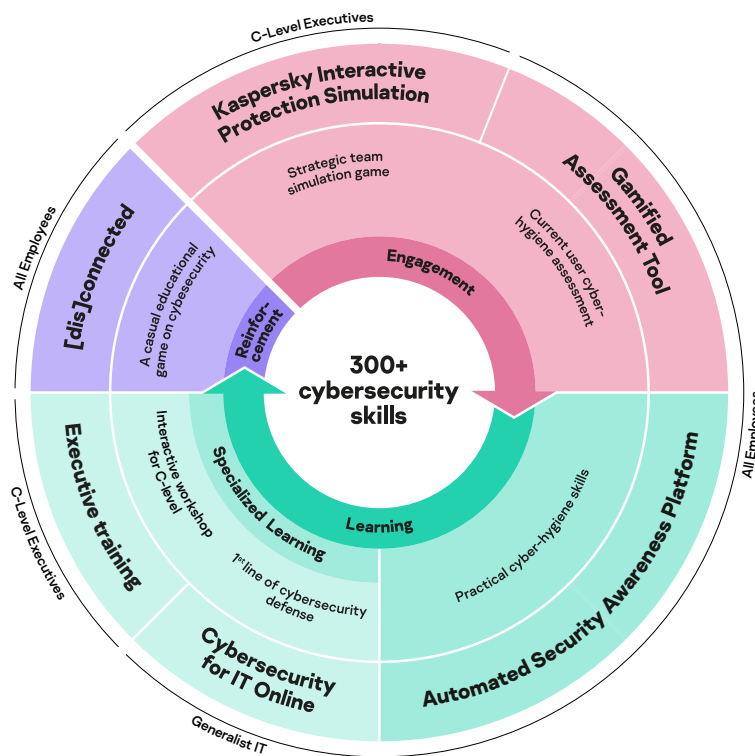 C-Level Executives
Kaspersky Interactive
Protection Simulation
Strategic team
simulation game
Gamified
Assessment Tool
Current user cyber-
hygiene assessment
Engagement
All Employees
[dis]connected
A casual educational
game on cybesecurity
Reinfor-
cement
300+
cybersecurity
skills
All Employees
Automated Security Awareness Platform
Practical cyber-hygiene skills
Learning
Specialized Learning
Interactive workshop
for C-level
Executive training
C-Level Executives
1st line of cybersecurity
defense
Cybersecurity
for IT Online
Generalist IT